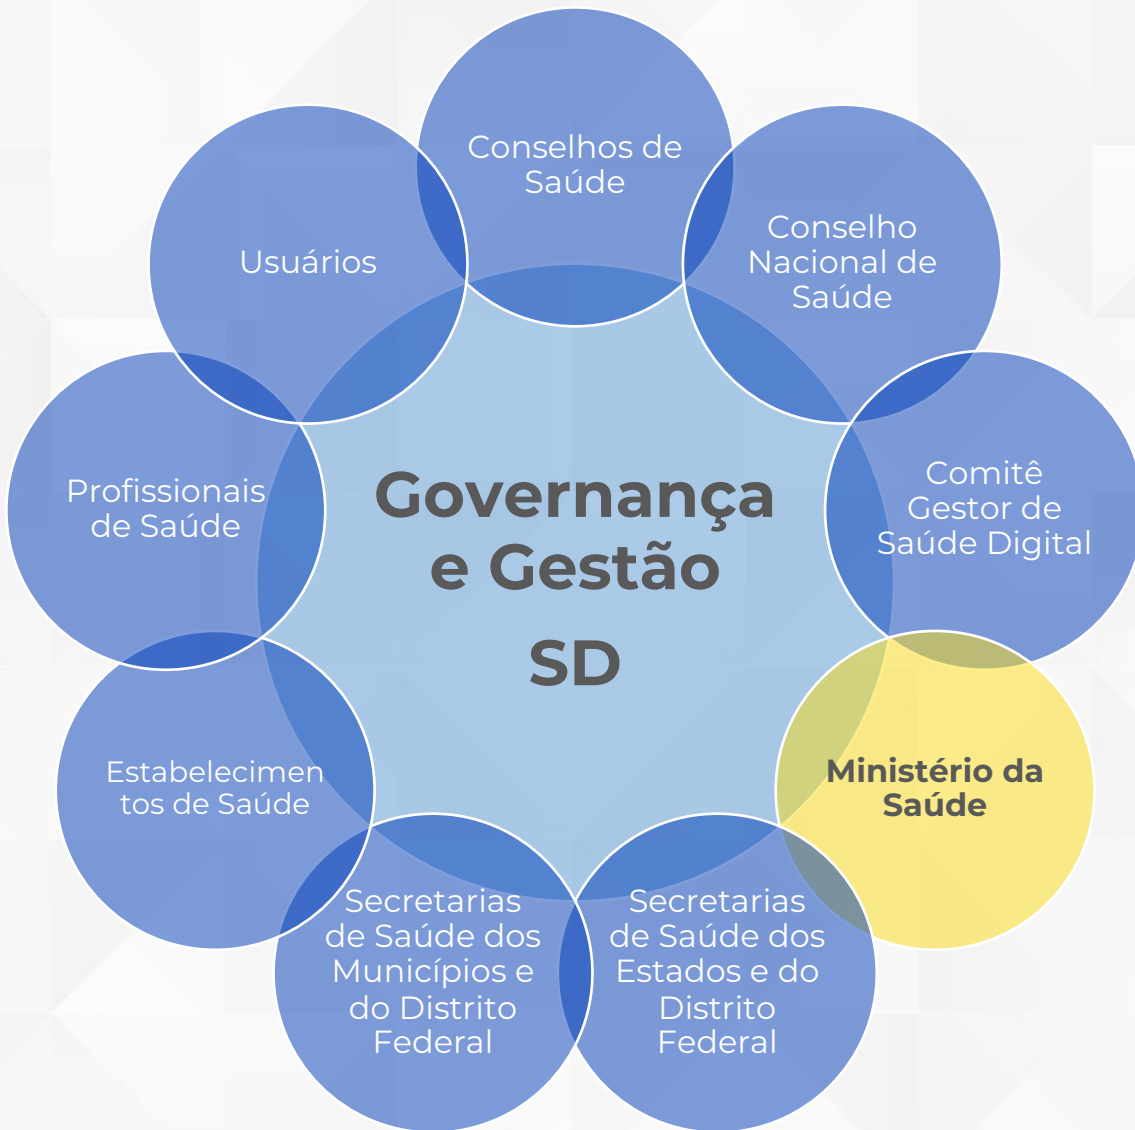 Conselhos de
Saúde
Conselho
Nacional de
Saúde
Usuários
Comitê
Gestor de
Saúde Digital
Profissionais
de Saúde
Governança
e Gestão
SD
Ministério da
Saúde
Estabelecimen
tos de Saúde
Secretarias
de Saúde dos
Municípios e
do Distrito
Federal
Secretarias
de Saúde dos
Estados e do
Distrito
Federal